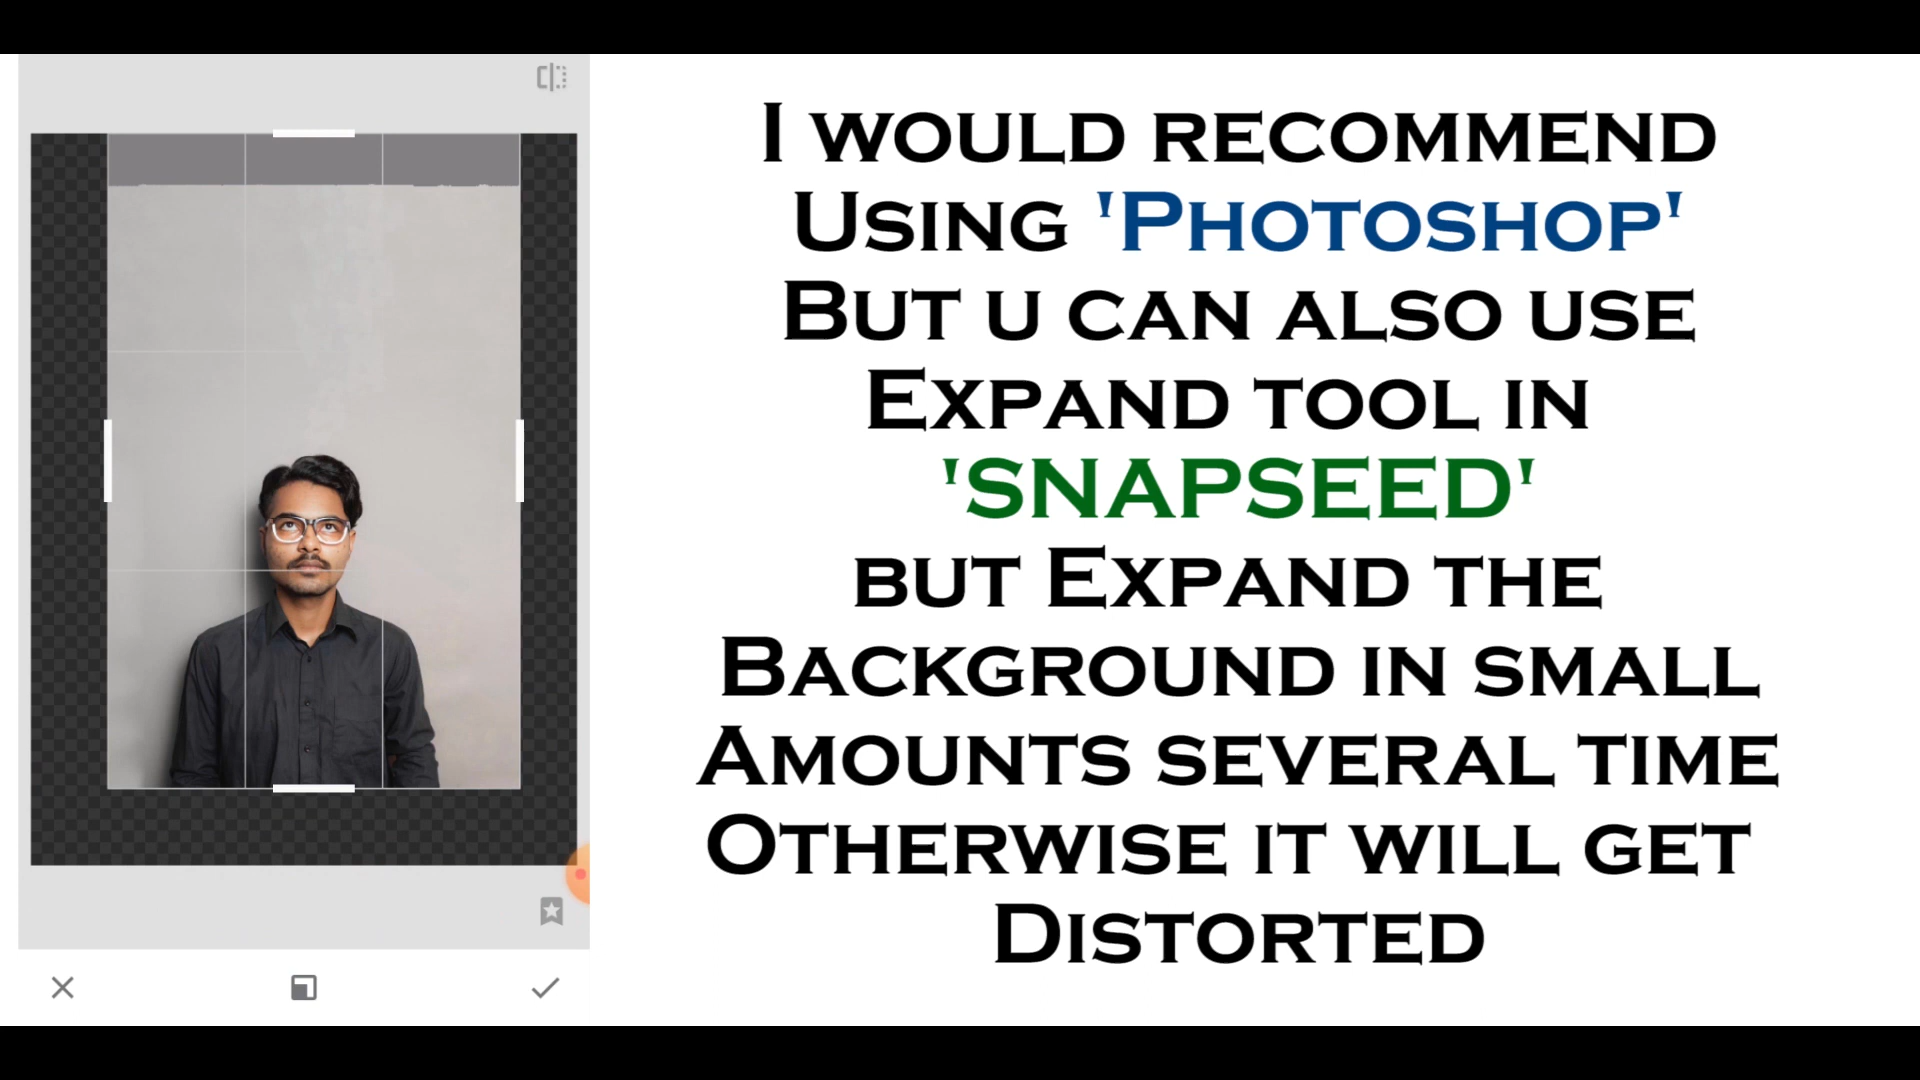 I WOULD RECOMMEND
USING 'PHOTOSHOP'
BUT U CAN ALSO USE
EXPAND TOOL IN
'SNAPSEED'
BUT EXPAND THE
BACKGROUND IN SMALL
AMOUNTS SEVERAL TIME
OTHERWISE IT WILL GET
DISTORTED